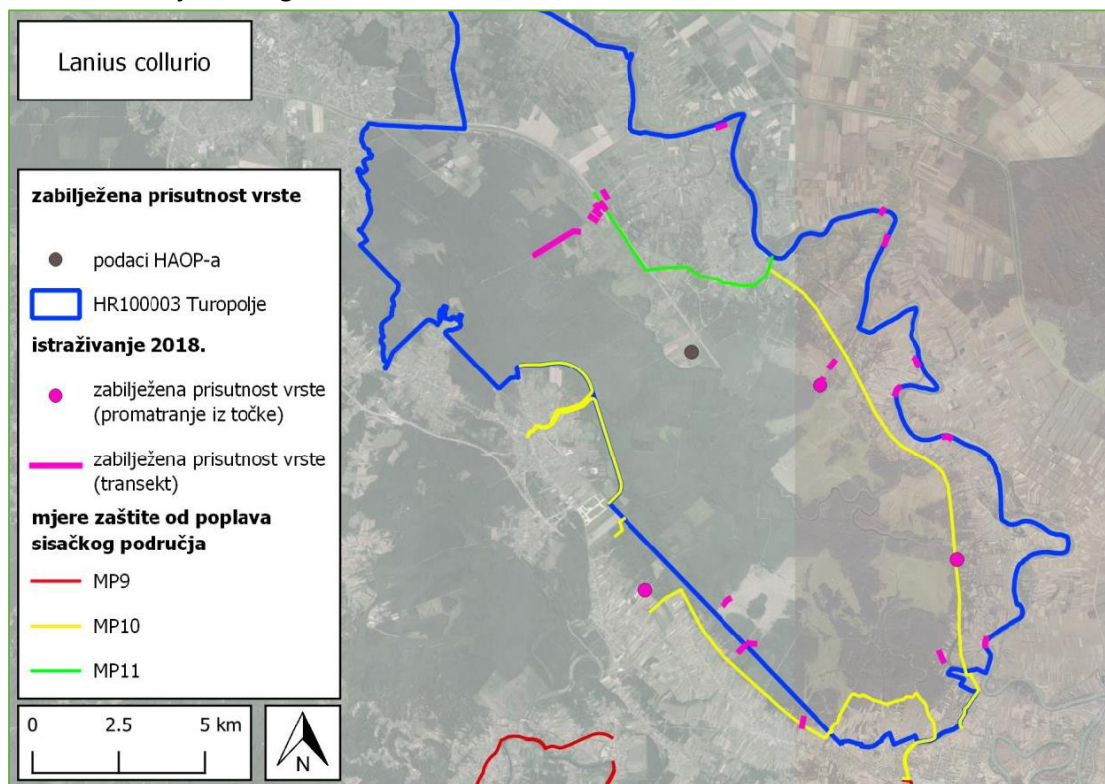 Lanius collurio
zabilježena prisutnost vrste
podaci HAOP-a
HR100003 Turopolje
istraživanje 2018.
zabilježena prisutnost vrste
(promatranje iz točke)
zabilježena prisutnost vrste
(transekt)
mjere zaštite od poplava
sisačkog područja
MP9
MP10
MP11
0 2.5 5 km
N